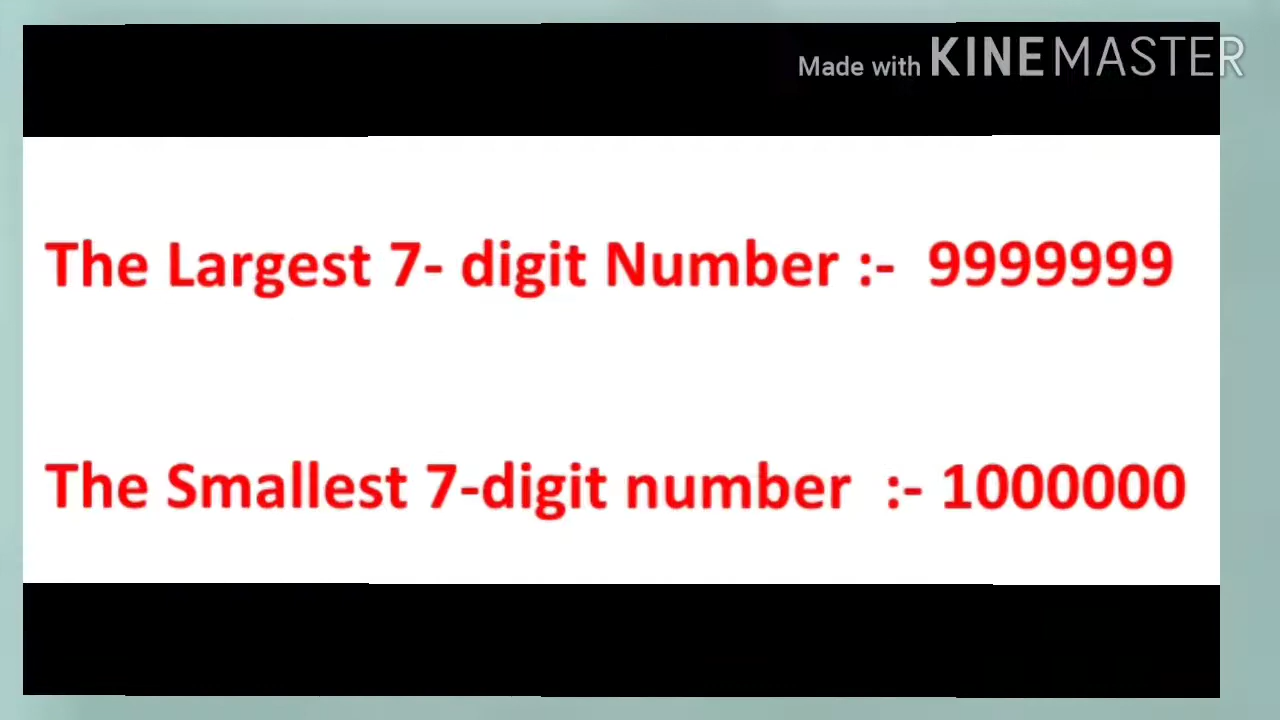 Made with KINEMASTER
The Largest 7- digit Number :- 9999999
The Smallest 7-digit number :- 1000000